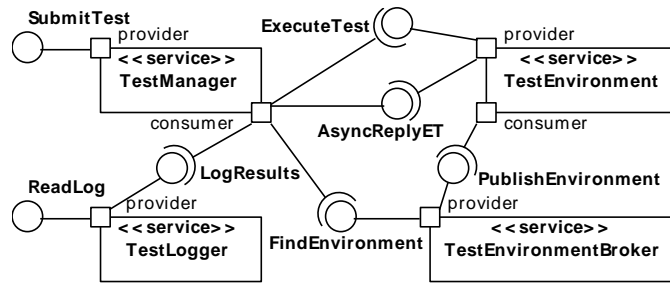 SubmitTest
provider
<<service>>
TestManager
consumer
ExecuteTest
provider
<<service>>
TestEnvironment
AsyncReplyET
consumer
LogResults
ReadLog
provider
<<service>>
TestLogger
FindEnvironment
PublishEnvironment
provider
<<service>>
TestEnvironmentBroker